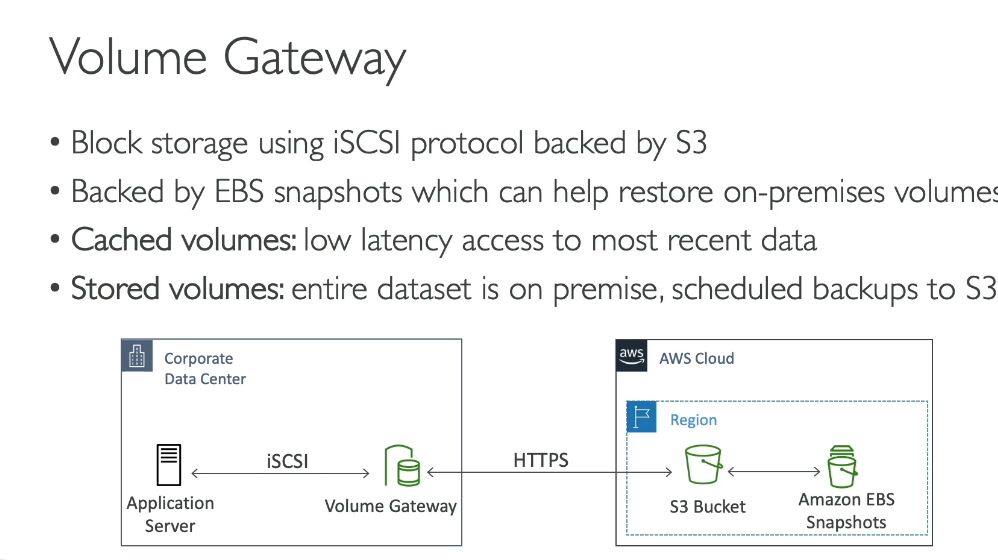 Volume Gateway
• Block storage using iSCSI protocol backed by S3
• Backed by EBS snapshots which can help restore on-premises volumes
• Cached volumes: low latency access to most recent data
• Stored volumes: entire dataset is on premise, scheduled backups to S3
Corporate
Data Center
aws
AWS Cloud
Region
iSCSI
HTTPS
Application
Server
Volume Gateway
S3 Bucket
Amazon EBS
Snapshots